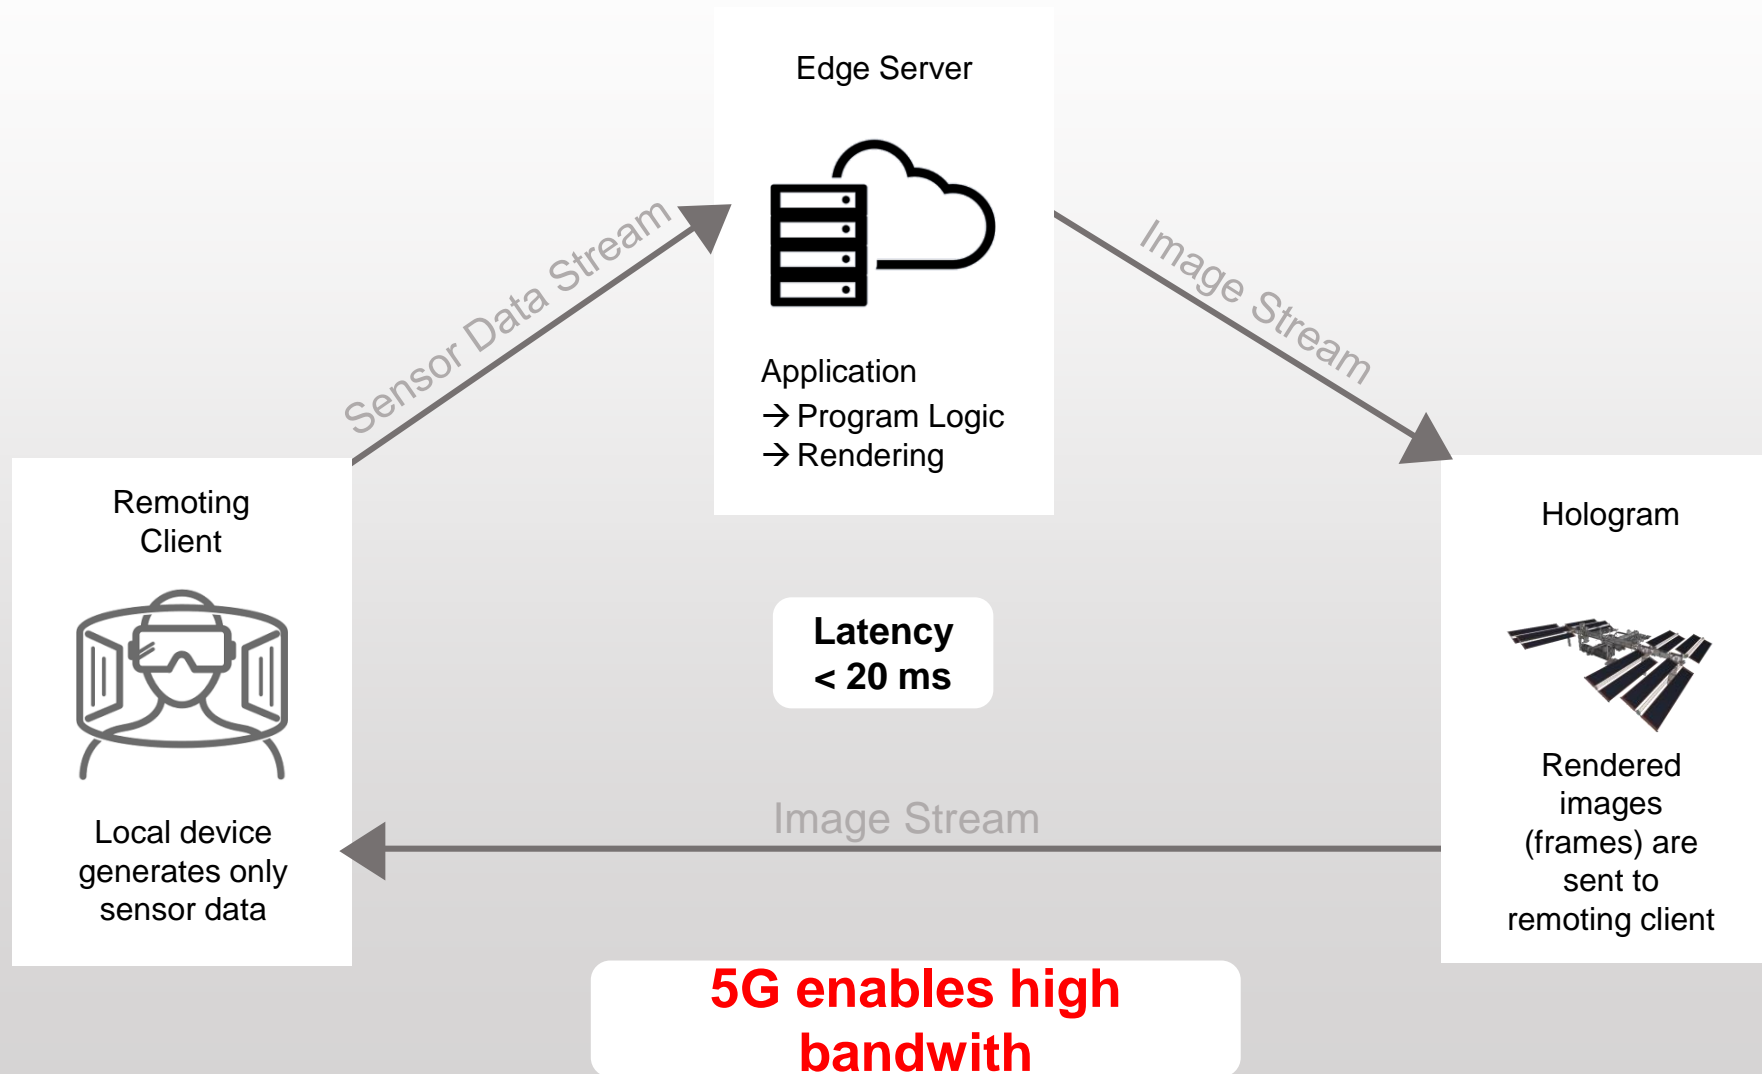 Edge Server
Sensor Data Stream
Image Stream
Application
→ Program Logic
→ Rendering
Remoting
Client
Local device
generates only
sensor data
Latency
< 20 ms
Hologram
Rendered
images
(frames) are
sent to
remoting client
Image Stream
5G enables high
bandwith